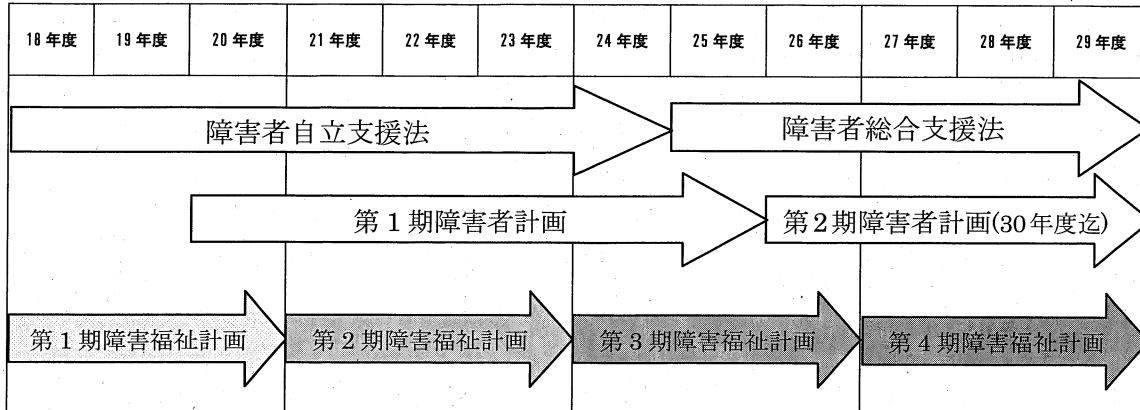 18年度 19年度 20年度 21年度 22年度 23年度 24年度 25年度 26年度 27年度 28年度 29年度
障害者自立支援法 障害者総合支援法
第1期障害者計画 第2期障害者計画(30年度迄)
第1期障害福祉計画 第2期障害福祉計画 第3期障害福祉計画 第4期障害福祉計画